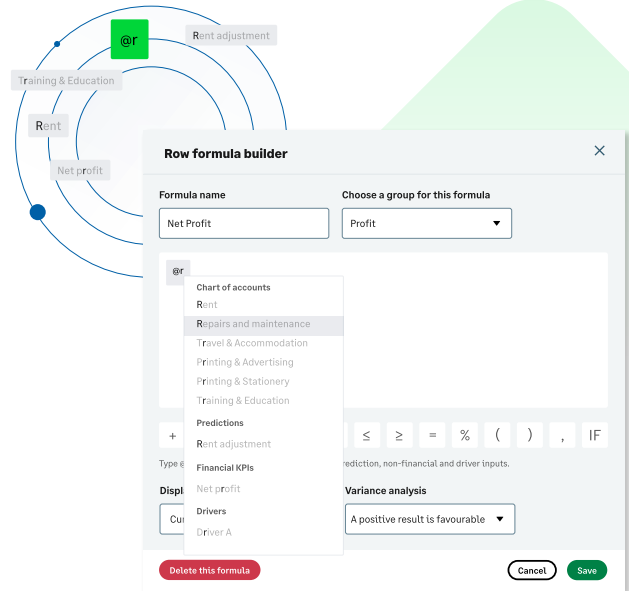 @r
Rent adjustment
Training & Education
Rent
Net profit
Row formula builder
Formula name
Choose a group for this formula
Net Profit
Profit
@r
Chart of accounts
Rent
Repairs and maintenance
Travel & Accommodation
Printing & Advertising
Printing & Stationery
Training & Education
Predictions
Rent adjustment
Financial KPIs
Net profit
Drivers
Driver A
+ ≤ ≥ = % ( ) , IF
Type prediction, non-financial and driver inputs.
Variance analysis
A positive result is favourable
Delete this formula
Cancel
Save